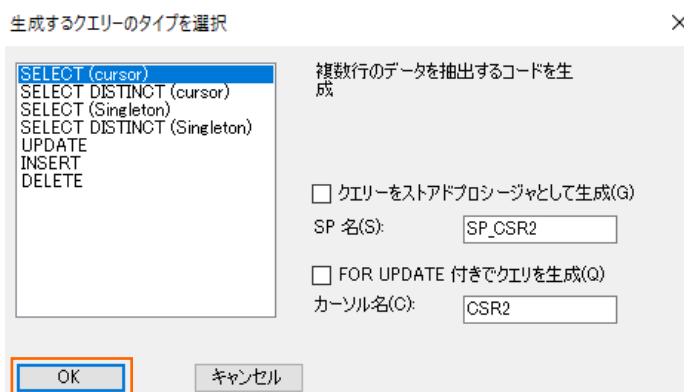 生成するクエリーのタイプを選択
SELECT (cursor)
SELECT DISTINCT (cursor)
SELECT (Singleton)
SELECT DISTINCT (Singleton)
UPDATE
INSERT
DELETE
複数行のデータを抽出するコードを生
成
クエリーをストアドプロシージャとして生成(G)
SP 名(S):
SP_CSR2
FOR UPDATE 付きでクエリを生成(Q)
カーソル名(C):
CSR2
OK
キャンセル